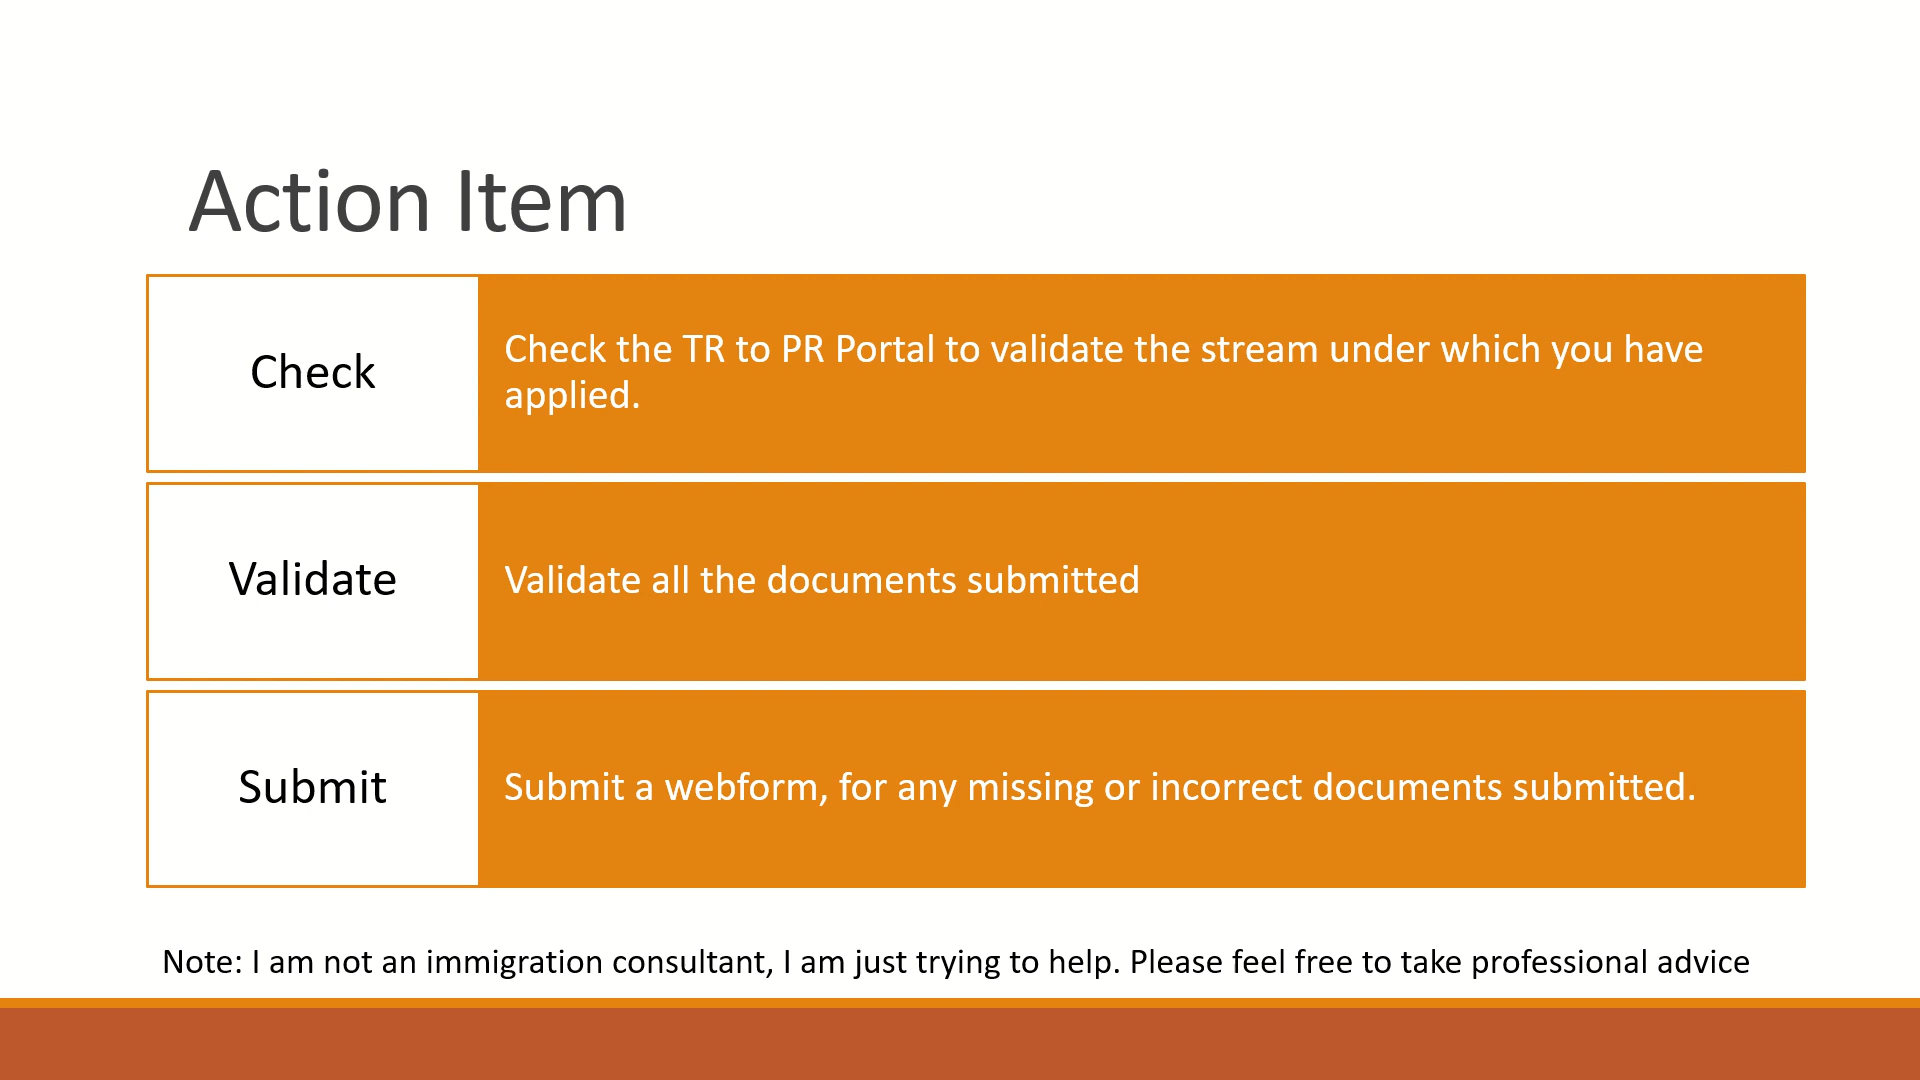 Action Item
Check
Check the TR to PR Portal to validate the stream under which you have
applied.
Validate
Validate all the documents submitted
Submit
Submit a webform, for any missing or incorrect documents submitted.
Note: I am not an immigration consultant, I am just trying to help. Please feel free to take professional advice